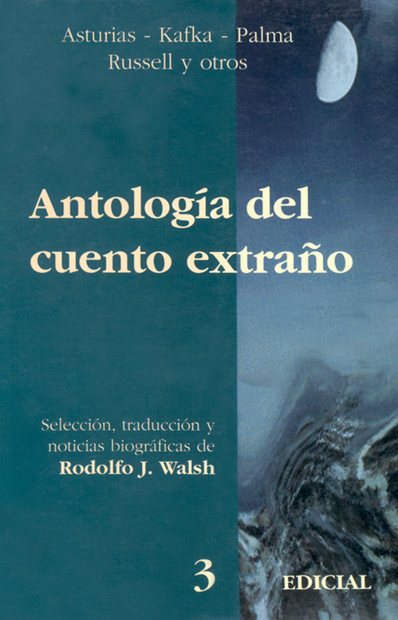 Asturias - Kafka - Palma
Russell y otros
Antología del
cuento extraño
Selección, traducción y
noticias biográficas de
Rodolfo J. Walsh
3
EDICIAL